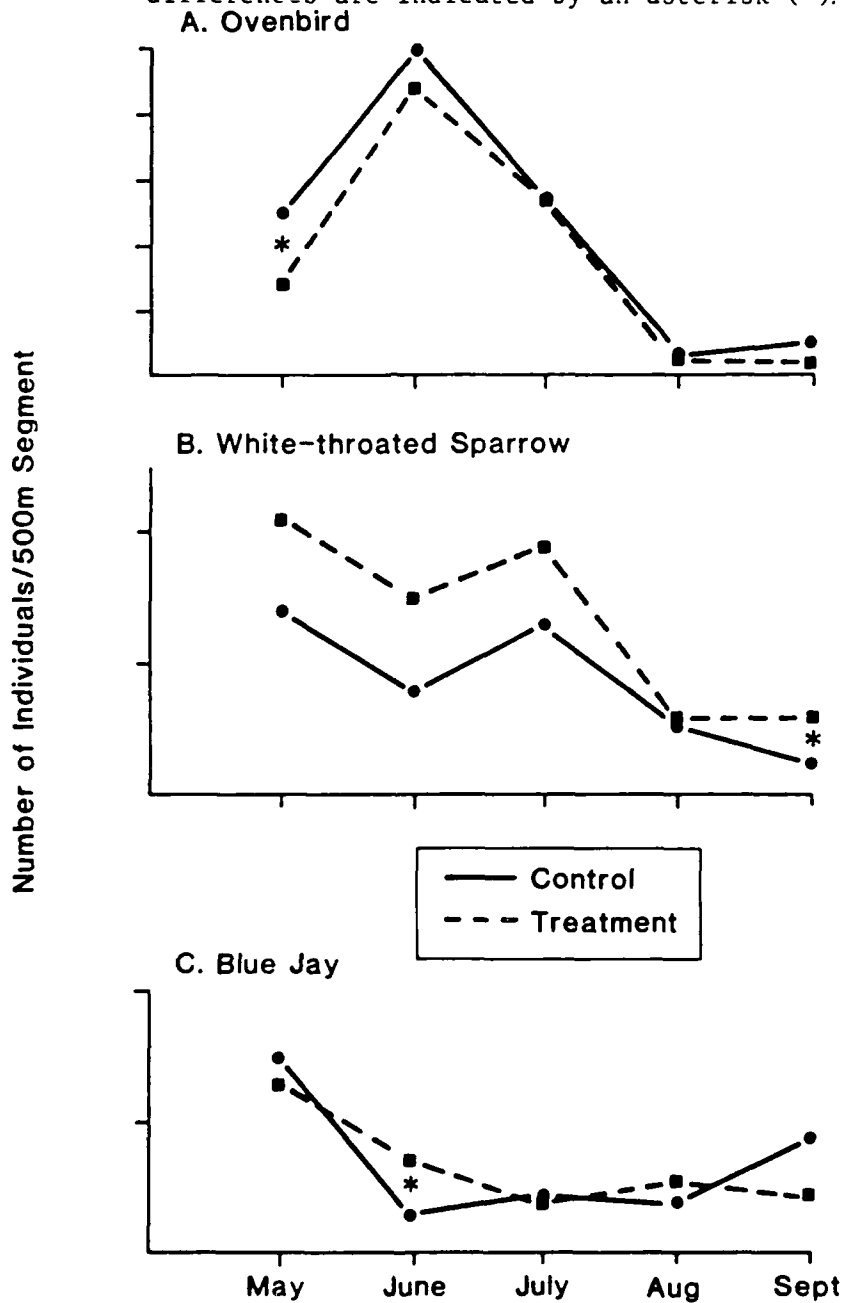 differences are indicated by an asterisk (*).
A. Ovenbird
*
Number of Individuals/500m Segment
B. White-throated Sparrow
*
Control
Treatment
C. Blue Jay
*
May June July Aug Sept